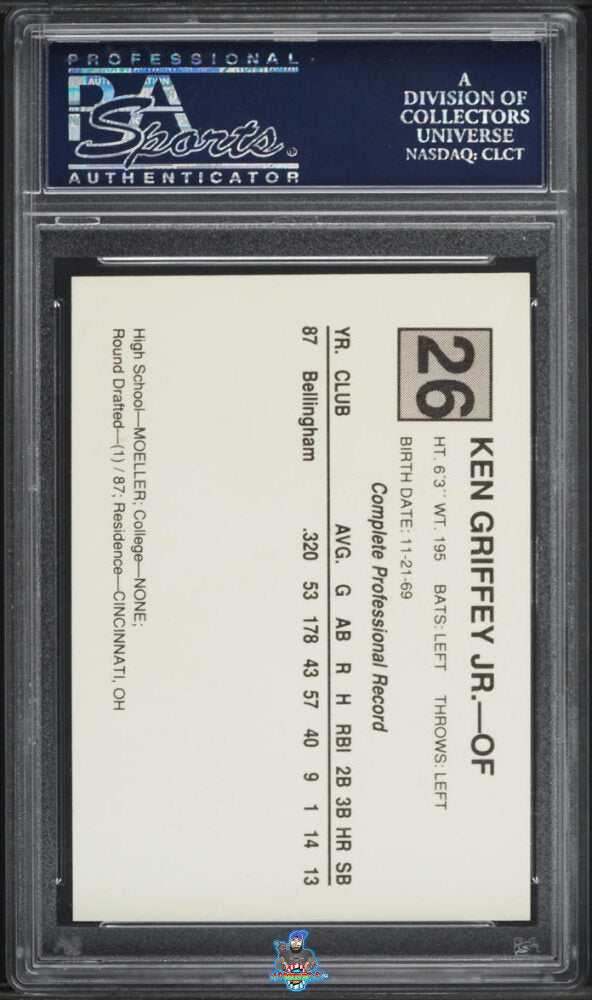 PROFESSIONAL
AUTHENTICATION
PSA
Sports®
AUTHENTICATOR
A
DIVISION OF
COLLECTORS
UNIVERSE
NASDAQ: CLCT
26
KEN GRIFFEY JR.—OF
HT. 6'3'' WT. 195 BATS: LEFT THROWS: LEFT
BIRTH DATE: 11-21-69
Complete Professional Record
YR. CLUB AVG. G AB R H RBI 2B 3B HR SB
87 Bellingham .320 53 178 43 57 40 9 1 14 13
High School—MOELLER; College—NONE;
Round Drafted—(1) / 87; Residence—CINCINNATI, OH